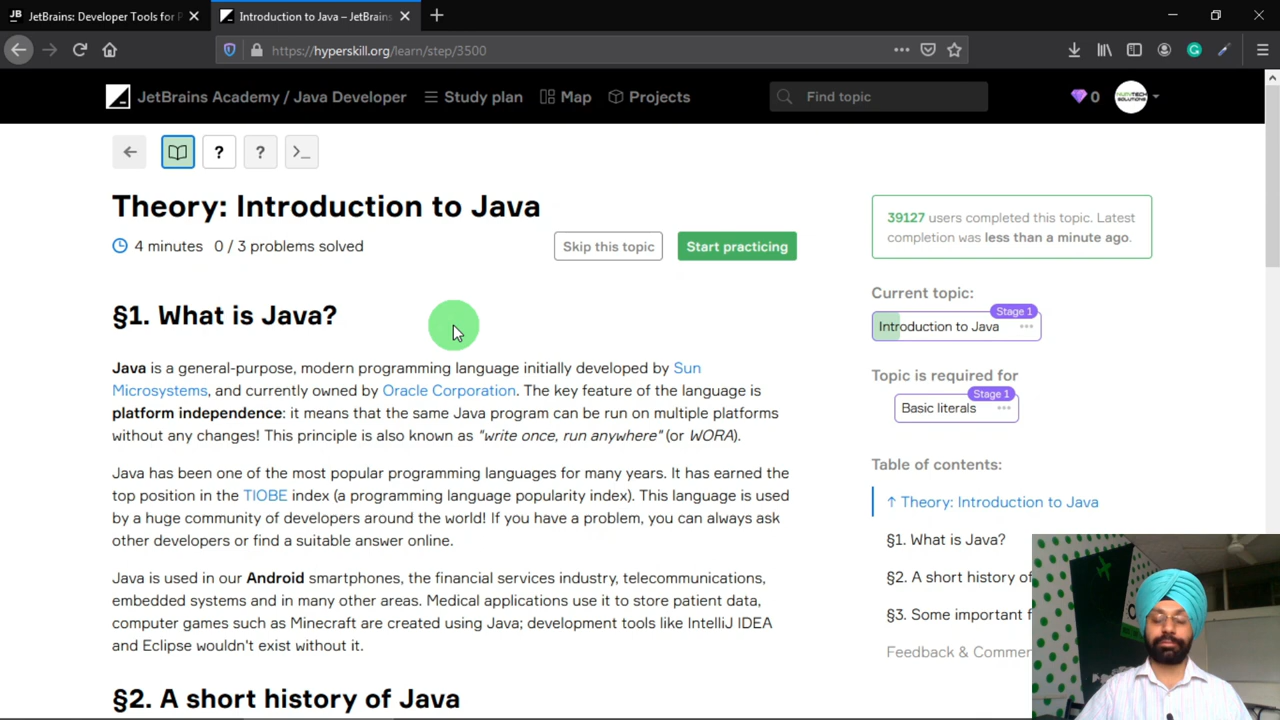 JB JetBrains: Developer Tools for P
Introduction to Java – JetBrains
https://hyperskill.org/learn/step/3500
JetBrains Academy / Java Developer
Study plan
Map
Projects
Find topic
0
? ? >_
Theory: Introduction to Java
4 minutes 0 / 3 problems solved
Skip this topic
Start practicing
§1. What is Java?
Java is a general-purpose, modern programming language initially developed by Sun
Microsystems, and currently owned by Oracle Corporation. The key feature of the language is
platform independence: it means that the same Java program can be run on multiple platforms
without any changes! This principle is also known as "write once, run anywhere" (or WORA).
Java has been one of the most popular programming languages for many years. It has earned the
top position in the TIOBE index (a programming language popularity index). This language is used
by a huge community of developers around the world! If you have a problem, you can always ask
other developers or find a suitable answer online.
Java is used in our Android smartphones, the financial services industry, telecommunications,
embedded systems and in many other areas. Medical applications use it to store patient data,
computer games such as Minecraft are created using Java; development tools like IntelliJ IDEA
and Eclipse wouldn't exist without it.
§2. A short history of Java
39127 users completed this topic. Latest
completion was less than a minute ago.
Current topic:
Stage 1
Introduction to Java
Topic is required for
Stage 1
Basic literals
Table of contents:
↑ Theory: Introduction to Java
§1. What is Java?
§2. A short history of
§3. Some important f
Feedback & Commen